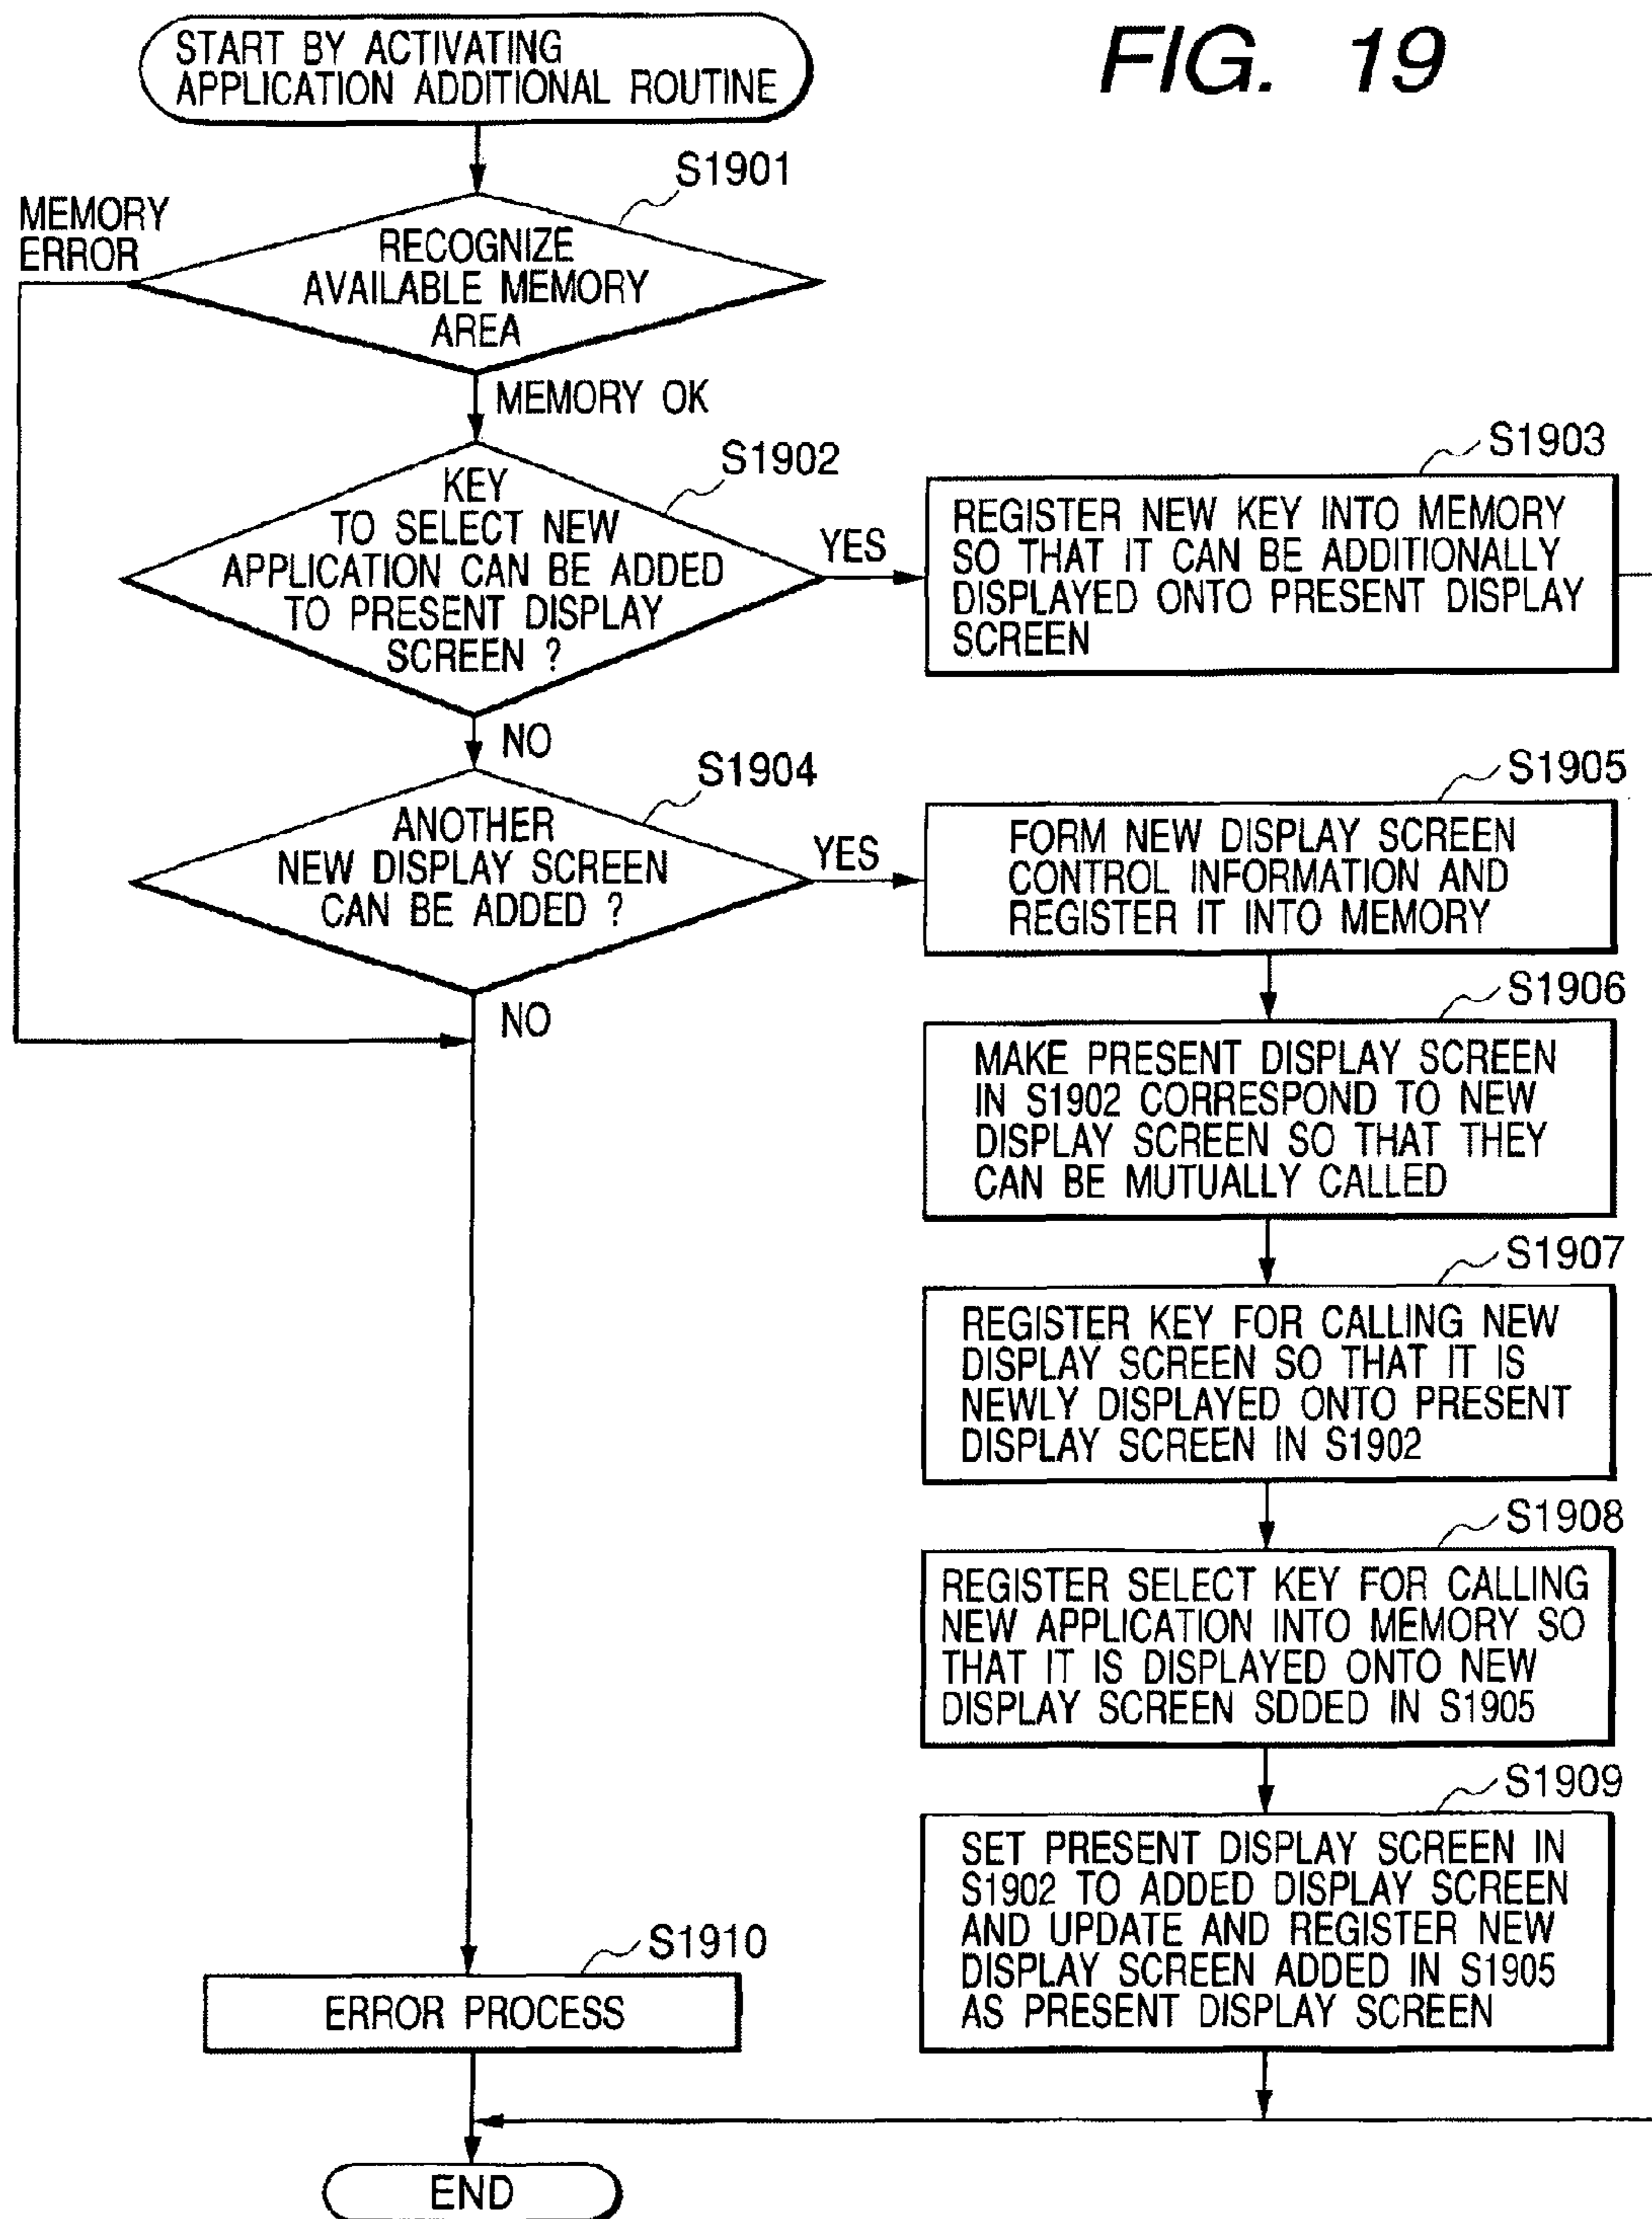 FIG. 19
START BY ACTIVATING
APPLICATION ADDITIONAL ROUTINE
S1901
MEMORY
ERROR
RECOGNIZE
AVAILABLE MEMORY
AREA
MEMORY OK
S1902
KEY
TO SELECT NEW
APPLICATION CAN BE ADDED
TO PRESENT DISPLAY
SCREEN ?
YES
S1903
REGISTER NEW KEY INTO MEMORY
SO THAT IT CAN BE ADDITIONALLY
DISPLAYED ONTO PRESENT DISPLAY
SCREEN
NO
S1904
ANOTHER
NEW DISPLAY SCREEN
CAN BE ADDED ?
YES
S1905
FORM NEW DISPLAY SCREEN
CONTROL INFORMATION AND
REGISTER IT INTO MEMORY
NO
S1906
MAKE PRESENT DISPLAY SCREEN
IN S1902 CORRESPOND TO NEW
DISPLAY SCREEN SO THAT THEY
CAN BE MUTUALLY CALLED
S1907
REGISTER KEY FOR CALLING NEW
DISPLAY SCREEN SO THAT IT IS
NEWLY DISPLAYED ONTO PRESENT
DISPLAY SCREEN IN S1902
S1908
REGISTER SELECT KEY FOR CALLING
NEW APPLICATION INTO MEMORY SO
THAT IT IS DISPLAYED ONTO NEW
DISPLAY SCREEN SDDED IN S1905
S1909
SET PRESENT DISPLAY SCREEN IN
S1902 TO ADDED DISPLAY SCREEN
AND UPDATE AND REGISTER NEW
DISPLAY SCREEN ADDED IN S1905
AS PRESENT DISPLAY SCREEN
S1910
ERROR PROCESS
END